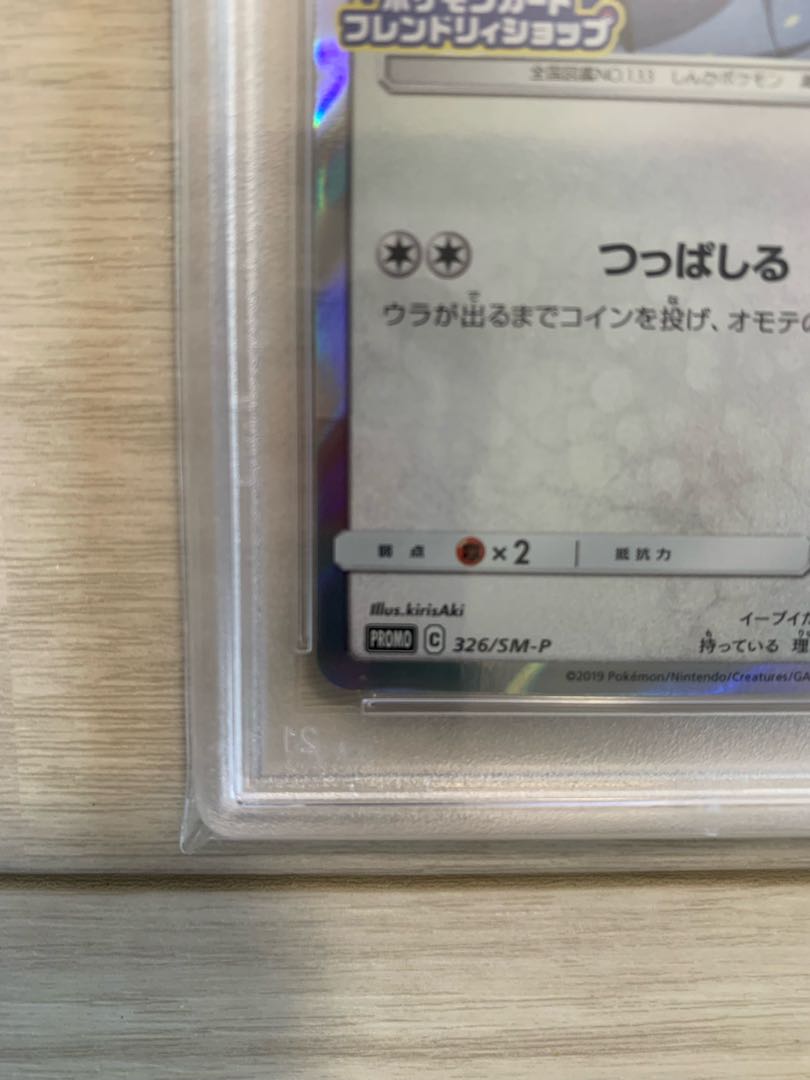 ポケモンカード
フレンドリィショップ
全国図鑑NO.133 しんかポケモン
つっぱしる
ウラが出るまでコインを投げ、オモテの
弱点 ×2 抵抗力
Illus.kirisAki
イーブイた
PROMO C 326/SM-P
持っている 理
©2019 Pokémon/Nintendo/Creatures/GA
21